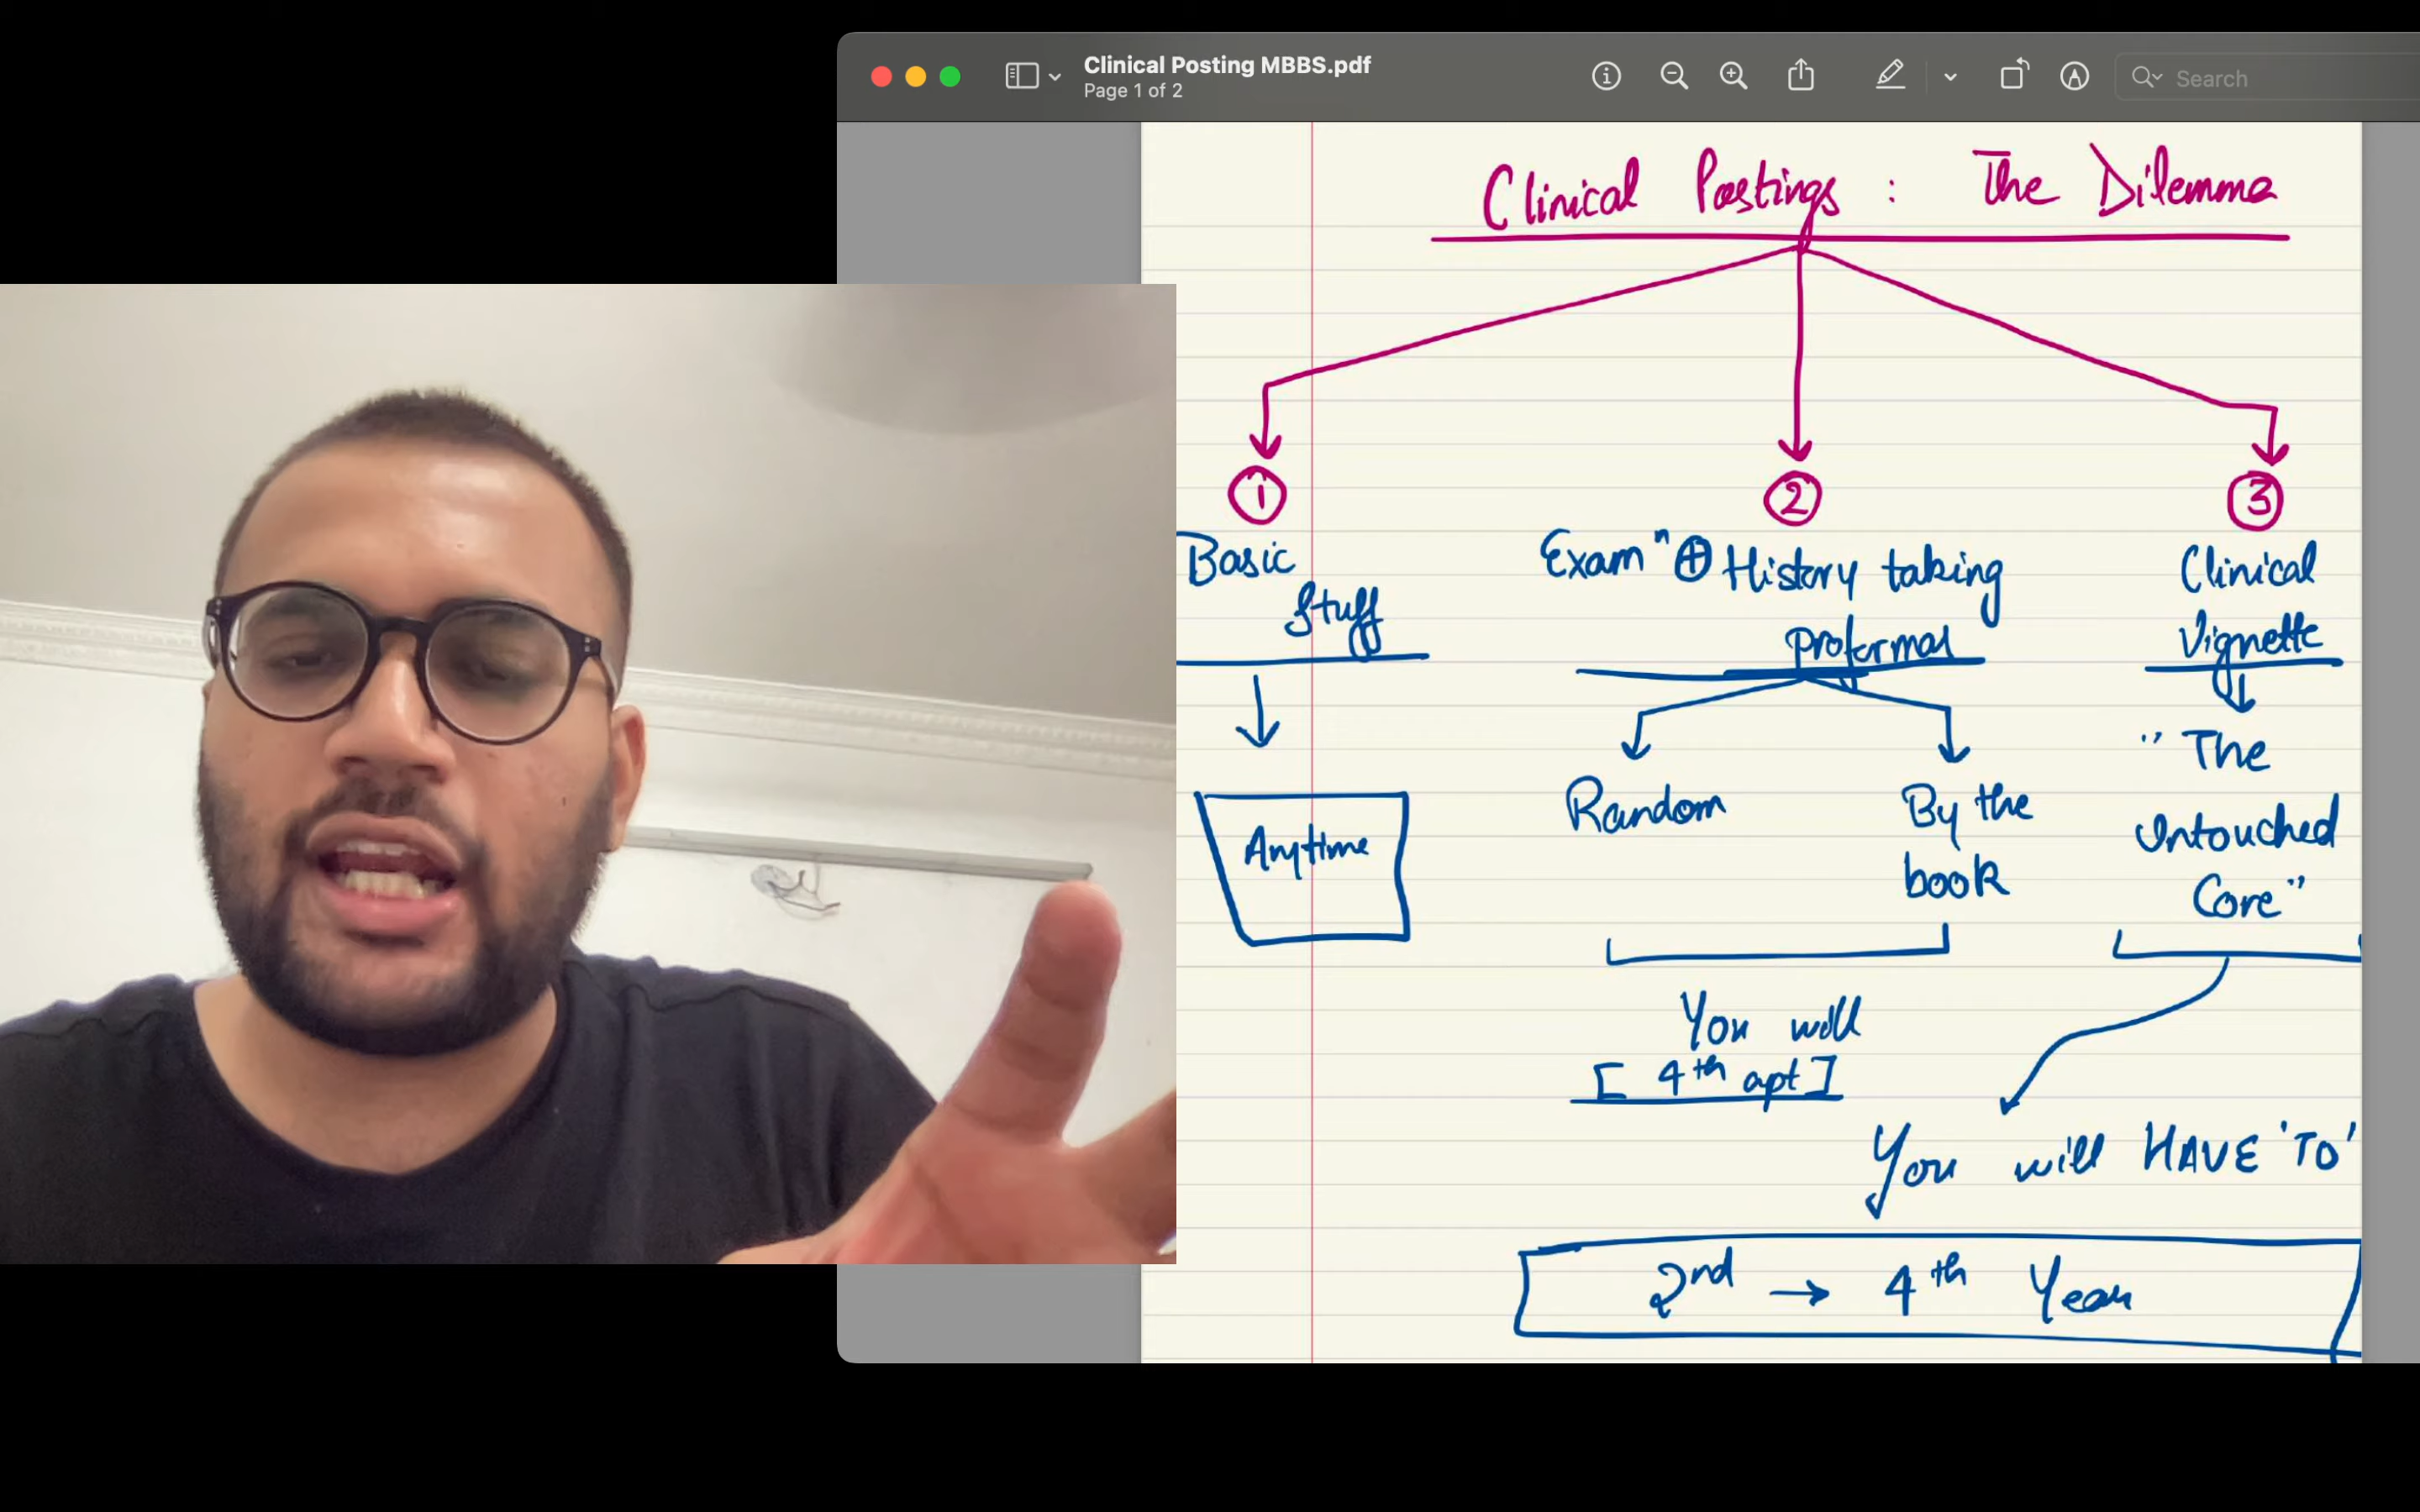 Clinical Posting MBBS.pdf
Page 1 of 2
Search
Clinical Postings : The Dilemma
1
2
3
Basic
Stuff
Examⁿ ⊕ History taking
proformas
Clinical
Vignette
Anytime
Random
By the
book
"The
Untouched
Core"
You will
[ 4th apt ]
You will HAVE 'TO'
2nd → 4th Year